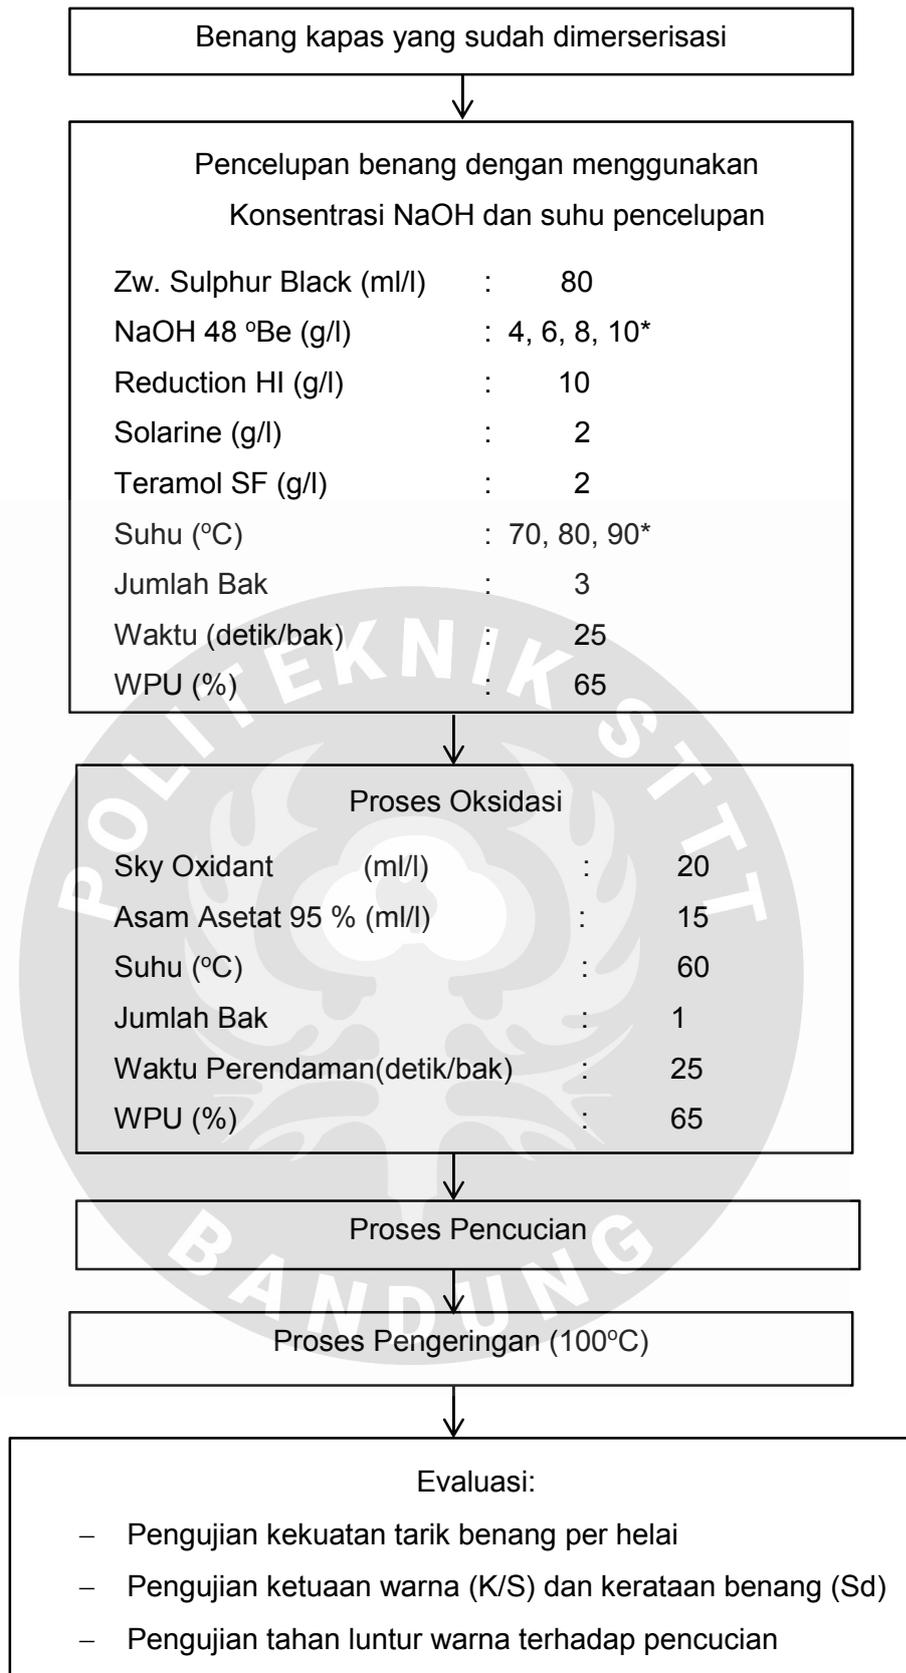 Benang kapas yang sudah dimerserisasi
Pencelupan benang dengan menggunakan
Konsentrasi NaOH dan suhu pencelupan
Zw. Sulphur Black (ml/l) : 80
NaOH 48 ºBe (g/l) : 4, 6, 8, 10*
Reduction HI (g/l) : 10
Solarine (g/l) : 2
Teramol SF (g/l) : 2
Suhu (ºC) : 70, 80, 90*
Jumlah Bak : 3
Waktu (detik/bak) : 25
WPU (%) : 65
Proses Oksidasi
Sky Oxidant (ml/l) : 20
Asam Asetat 95 % (ml/l) : 15
Suhu (ºC) : 60
Jumlah Bak : 1
Waktu Perendaman(detik/bak) : 25
WPU (%) : 65
Proses Pencucian
Proses Pengeringan (100ºC)
Evaluasi:
– Pengujian kekuatan tarik benang per helai
– Pengujian ketuaan warna (K/S) dan kerataan benang (Sd)
– Pengujian tahan luntur warna terhadap pencucian
POLITEKNIK STTT
BANDUNG